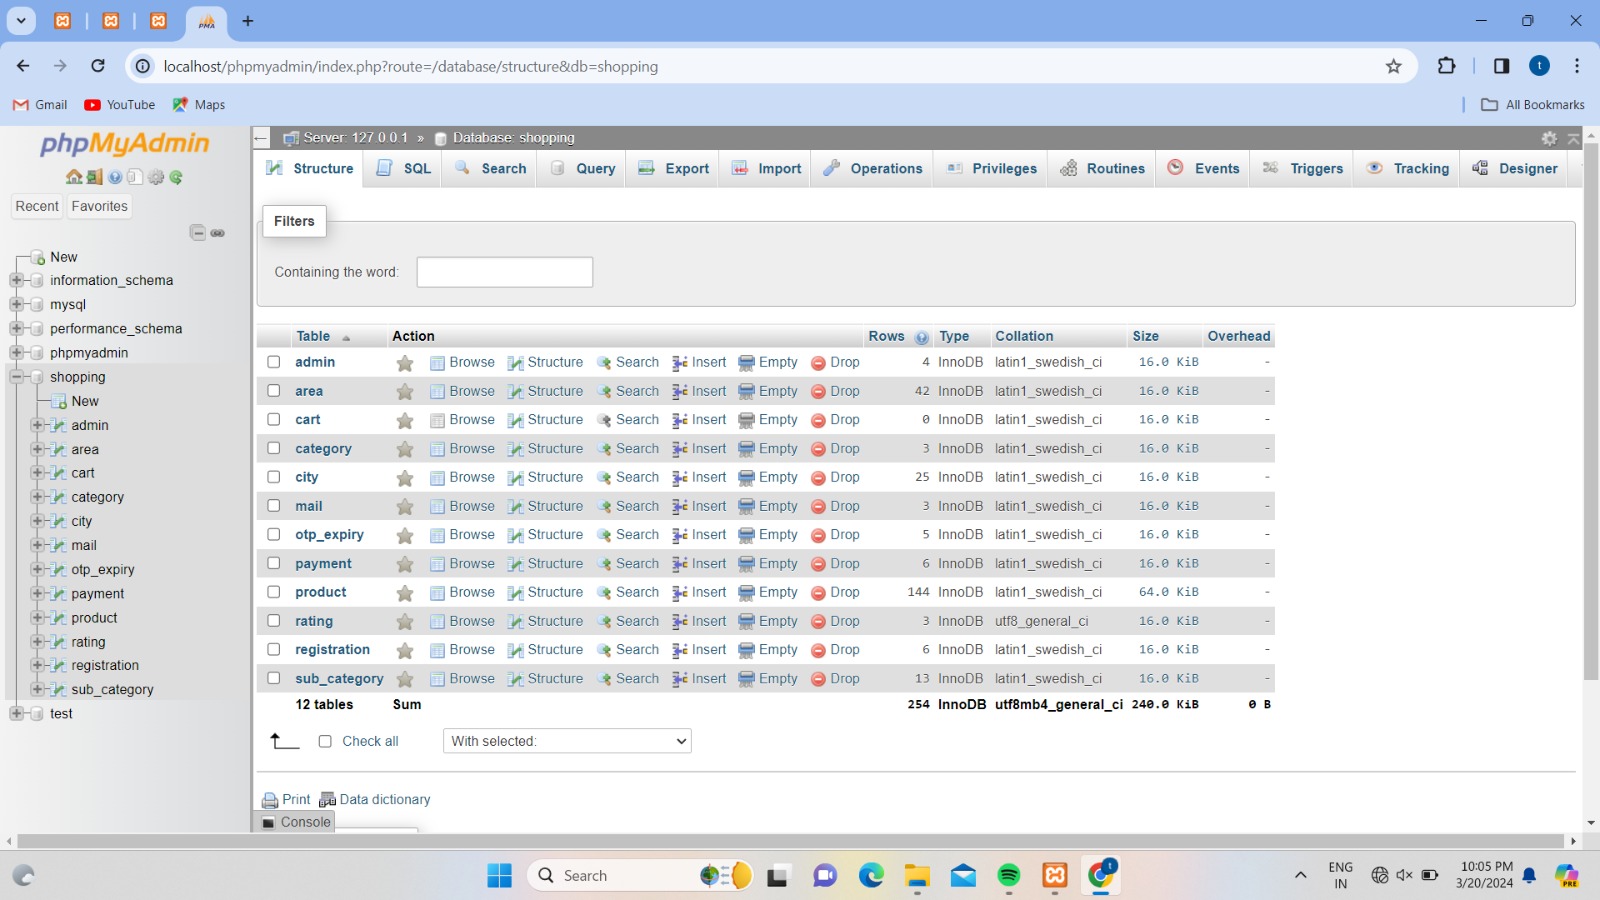 PMA
localhost/phpmyadmin/index.php?route=/database/structure&db=shopping
t
Gmail YouTube Maps All Bookmarks
phpMyAdmin
Recent Favorites
New
information_schema
mysql
performance_schema
phpmyadmin
shopping
New
admin
area
cart
category
city
mail
otp_expiry
payment
product
rating
registration
sub_category
test
Server: 127.0.0.1 » Database: shopping
Structure SQL Search Query Export Import Operations Privileges Routines Events Triggers Tracking Designer
Filters
Containing the word:
Table Action Rows Type Collation Size Overhead
admin Browse Structure Search Insert Empty Drop 4 InnoDB latin1_swedish_ci 16.0 KiB -
area Browse Structure Search Insert Empty Drop 42 InnoDB latin1_swedish_ci 16.0 KiB -
cart Browse Structure Search Insert Empty Drop 0 InnoDB latin1_swedish_ci 16.0 KiB -
category Browse Structure Search Insert Empty Drop 3 InnoDB latin1_swedish_ci 16.0 KiB -
city Browse Structure Search Insert Empty Drop 25 InnoDB latin1_swedish_ci 16.0 KiB -
mail Browse Structure Search Insert Empty Drop 3 InnoDB latin1_swedish_ci 16.0 KiB -
otp_expiry Browse Structure Search Insert Empty Drop 5 InnoDB latin1_swedish_ci 16.0 KiB -
payment Browse Structure Search Insert Empty Drop 6 InnoDB latin1_swedish_ci 16.0 KiB -
product Browse Structure Search Insert Empty Drop 144 InnoDB latin1_swedish_ci 64.0 KiB -
rating Browse Structure Search Insert Empty Drop 3 InnoDB utf8_general_ci 16.0 KiB -
registration Browse Structure Search Insert Empty Drop 6 InnoDB latin1_swedish_ci 16.0 KiB -
sub_category Browse Structure Search Insert Empty Drop 13 InnoDB latin1_swedish_ci 16.0 KiB -
12 tables Sum 254 InnoDB utf8mb4_general_ci 240.0 KiB 0 B
Check all With selected:
Print Data dictionary
Console
Search
t
ENG
IN
10:05 PM
3/20/2024
PRE